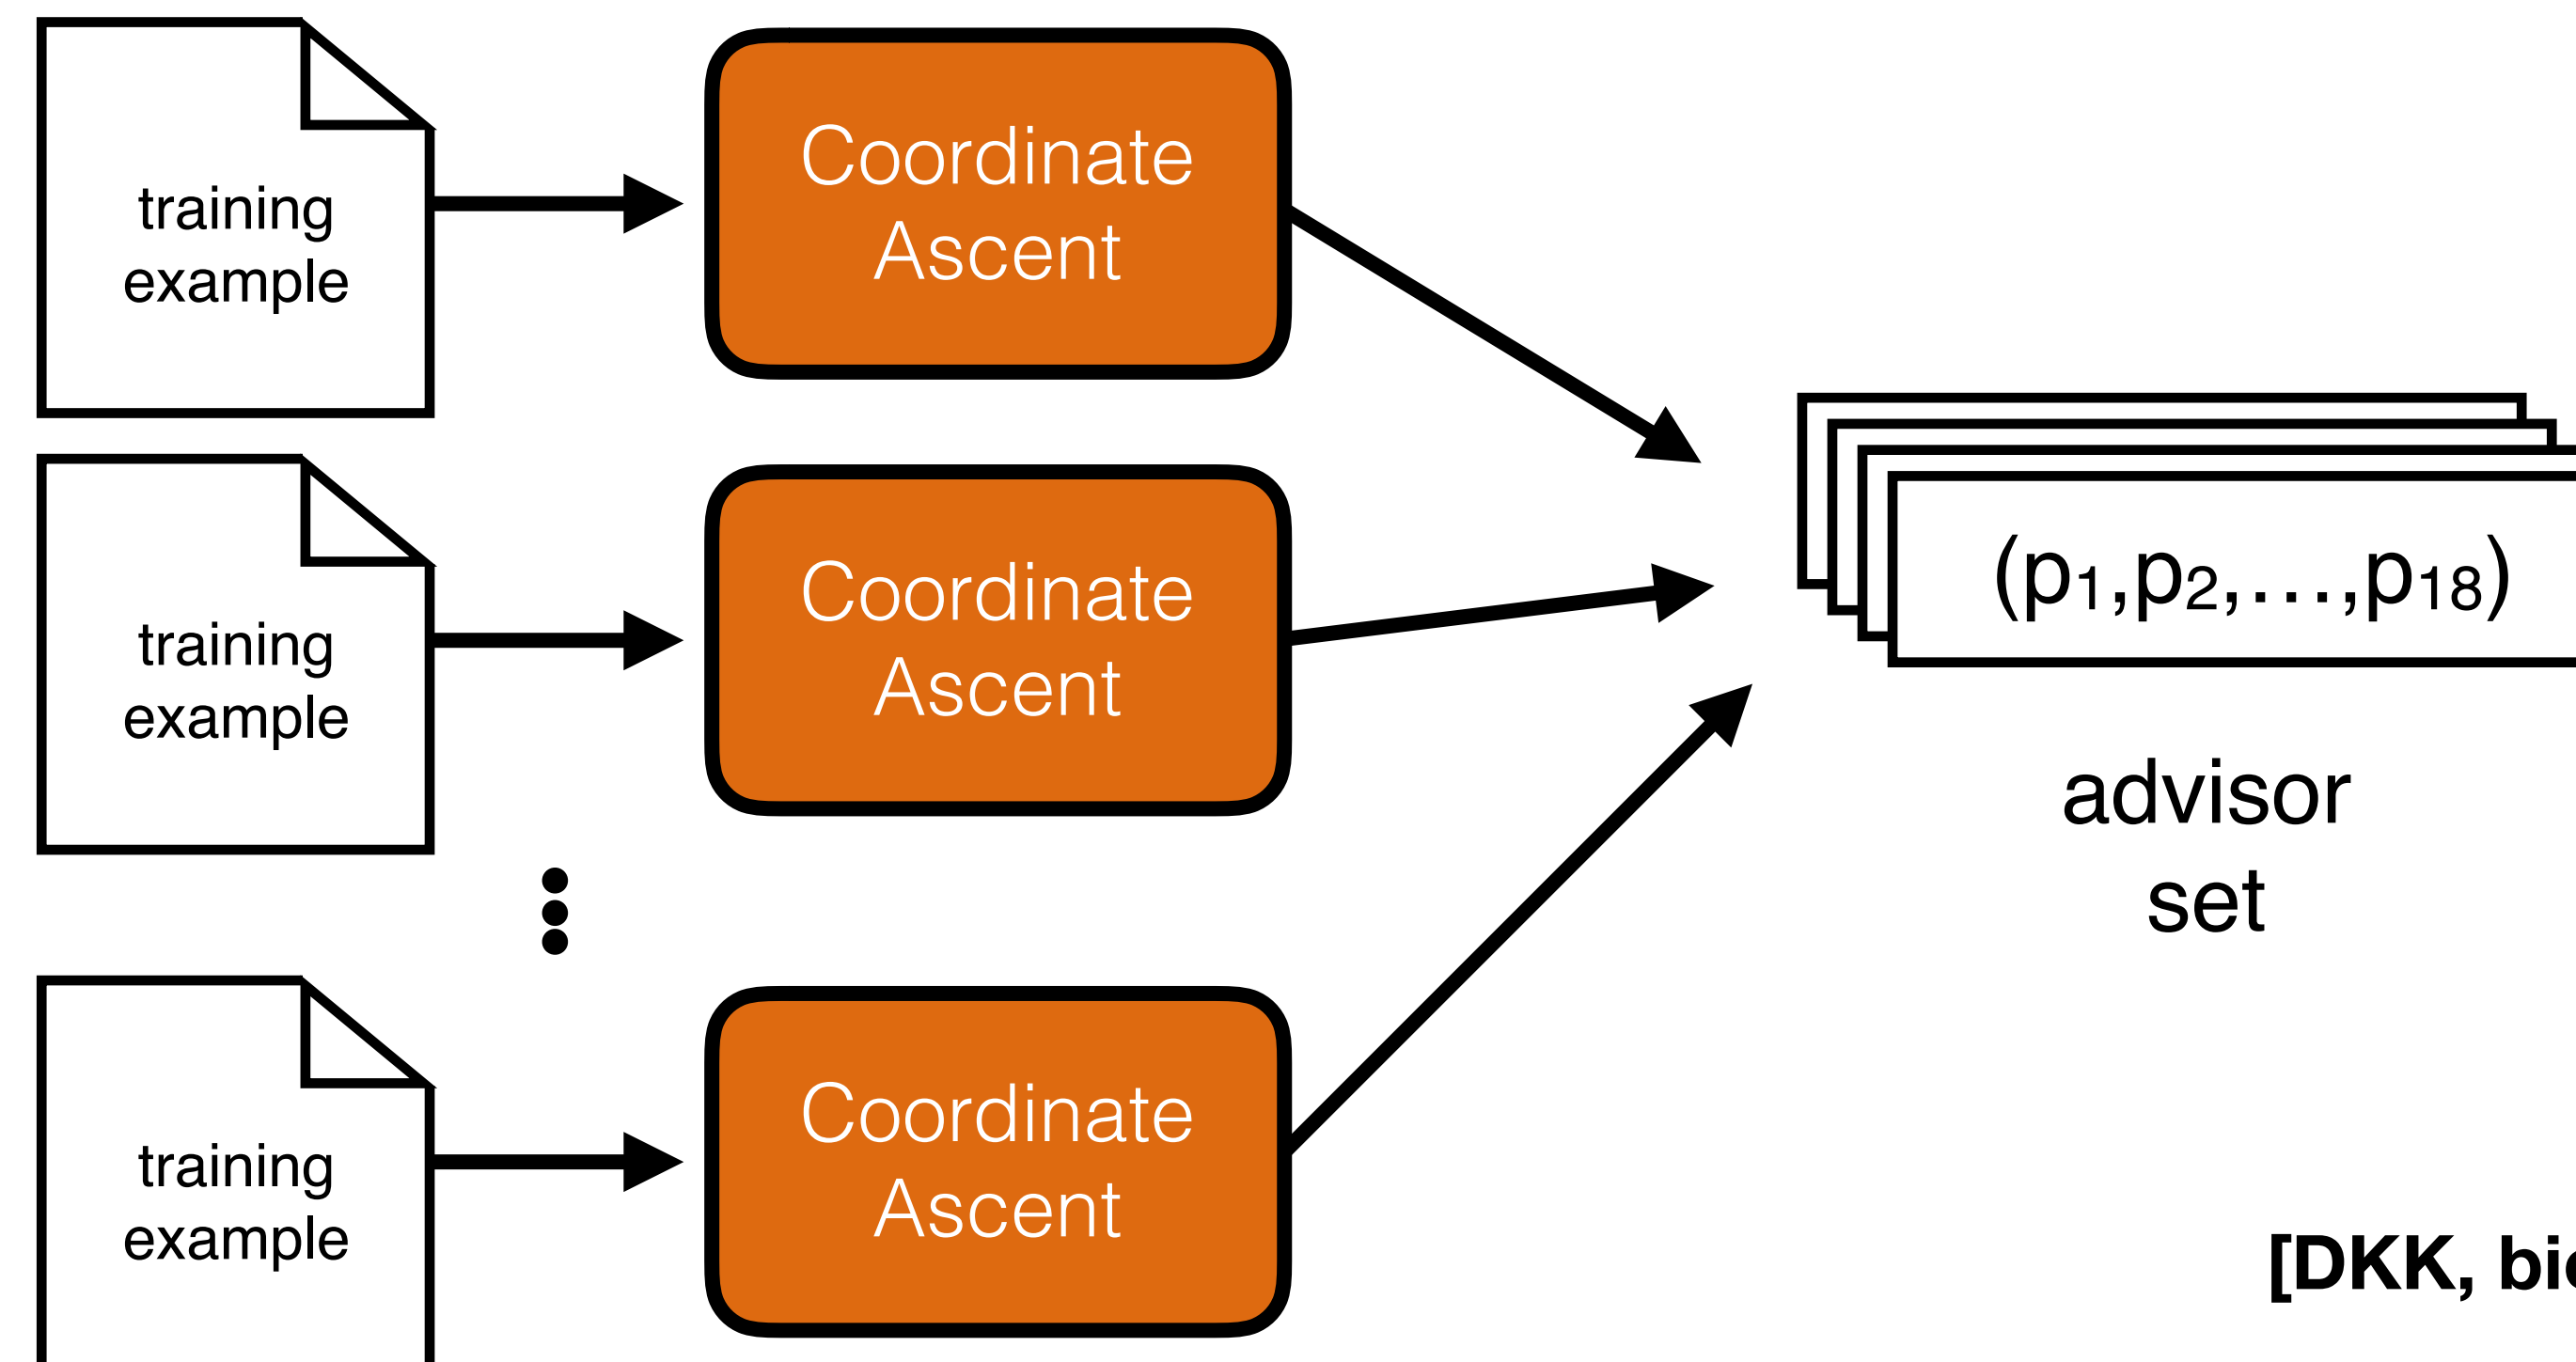 training
example
Coordinate
Ascent
training
example
Coordinate
Ascent
(p₁,p₂,...,p₁₈)
advisor
set
training
example
Coordinate
Ascent
[DKK,